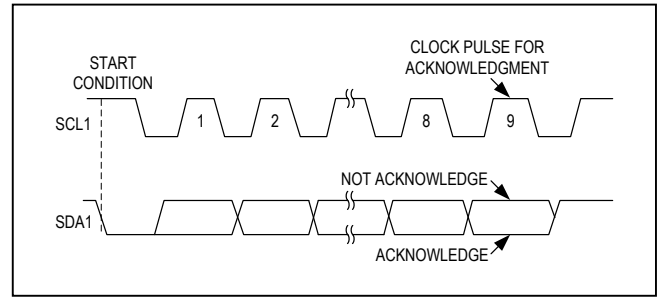 START
CONDITION
CLOCK PULSE FOR
ACKNOWLEDGMENT
SCL1
1
2
8
9
NOT ACKNOWLEDGE
SDA1
ACKNOWLEDGE